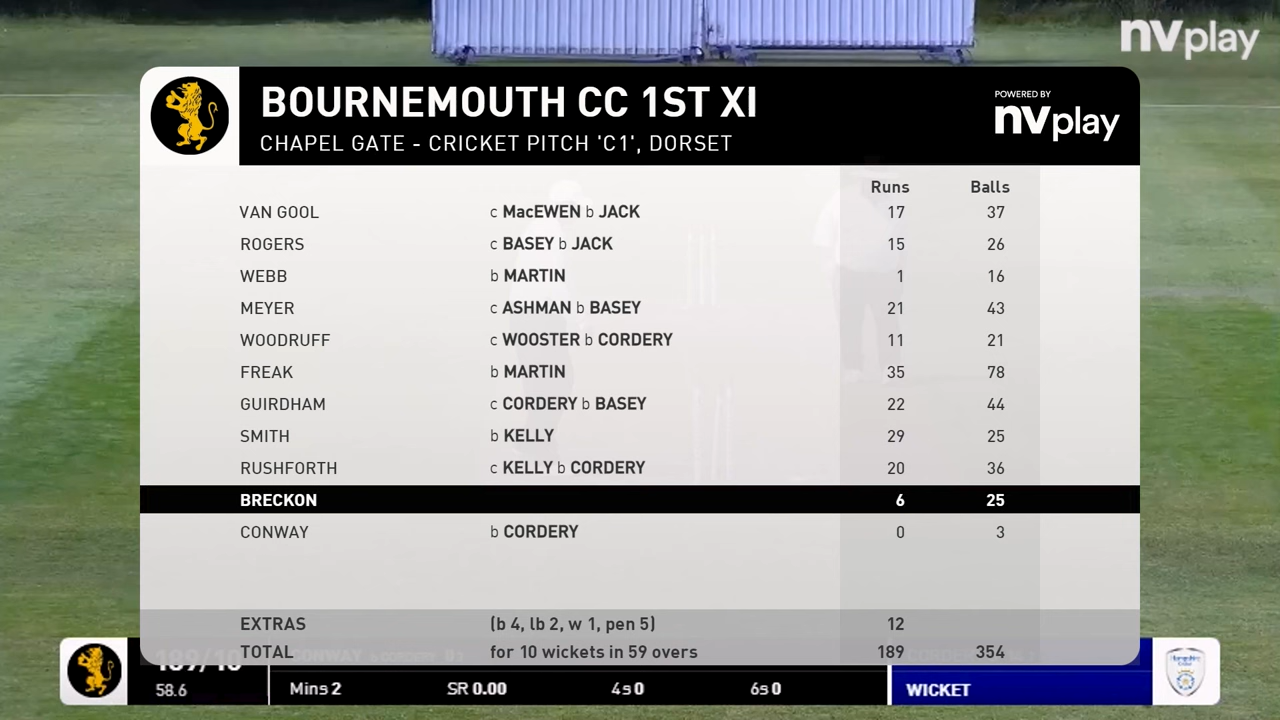 nvplay
BOURNEMOUTH CC 1ST XI
CHAPEL GATE - CRICKET PITCH 'C1', DORSET
POWERED BY
nvplay
Runs Balls
VAN GOOL c MacEWEN b JACK 17 37
ROGERS c BASEY b JACK 15 26
WEBB b MARTIN 1 16
MEYER c ASHMAN b BASEY 21 43
WOODRUFF c WOOSTER b CORDERY 11 21
FREAK b MARTIN 35 78
GUIRDHAM c CORDERY b BASEY 22 44
SMITH b KELLY 29 25
RUSHFORTH c KELLY b CORDERY 20 36
BRECKON 6 25
CONWAY b CORDERY 0 3
EXTRAS (b 4, lb 2, w 1, pen 5) 12
TOTAL for 10 wickets in 59 overs 189 354
189/10 CONWAY
58.6 Mins 2 SR 0.00 4s 0 6s 0 WICKET